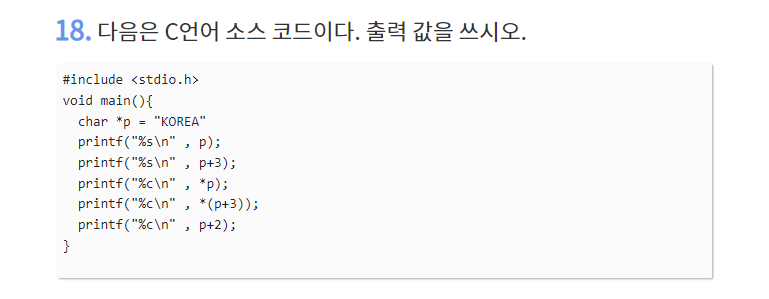 18. 다음은 C언어 소스 코드이다. 출력 값을 쓰시오.
#include <stdio.h>
void main(){
  char *p = "KOREA"
  printf("%s\n" , p);
  printf("%s\n" , p+3);
  printf("%c\n" , *p);
  printf("%c\n" , *(p+3));
  printf("%c\n" , p+2);
}